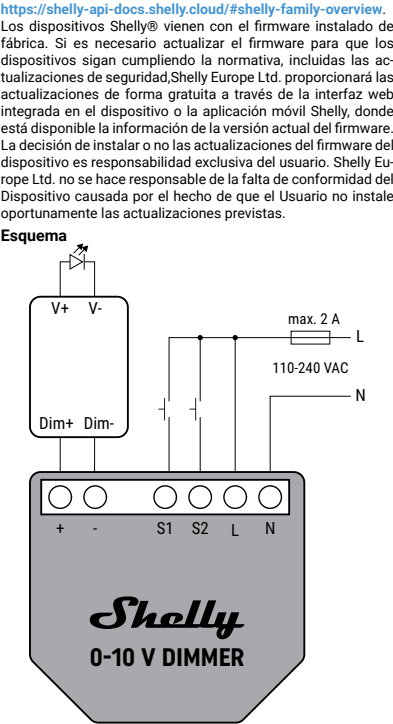 https://shelly-api-docs.shelly.cloud/#shelly-family-overview.
Los dispositivos Shelly® vienen con el firmware instalado de
fábrica. Si es necesario actualizar el firmware para que los
dispositivos sigan cumpliendo la normativa, incluidas las ac-
tualizaciones de seguridad,Shelly Europe Ltd. proporcionará las
actualizaciones de forma gratuita a través de la interfaz web
integrada en el dispositivo o la aplicación móvil Shelly, donde
está disponible la información de la versión actual del firmware.
La decisión de instalar o no las actualizaciones del firmware del
dispositivo es responsabilidad exclusiva del usuario. Shelly Eu-
rope Ltd. no se hace responsable de la falta de conformidad del
Dispositivo causada por el hecho de que el Usuario no instale
oportunamente las actualizaciones previstas.
Esquema
V+ V-
max. 2 A
L
110-240 VAC
N
Dim+ Dim-
+ - S1 S2 L N
Shelly
0-10 V DIMMER